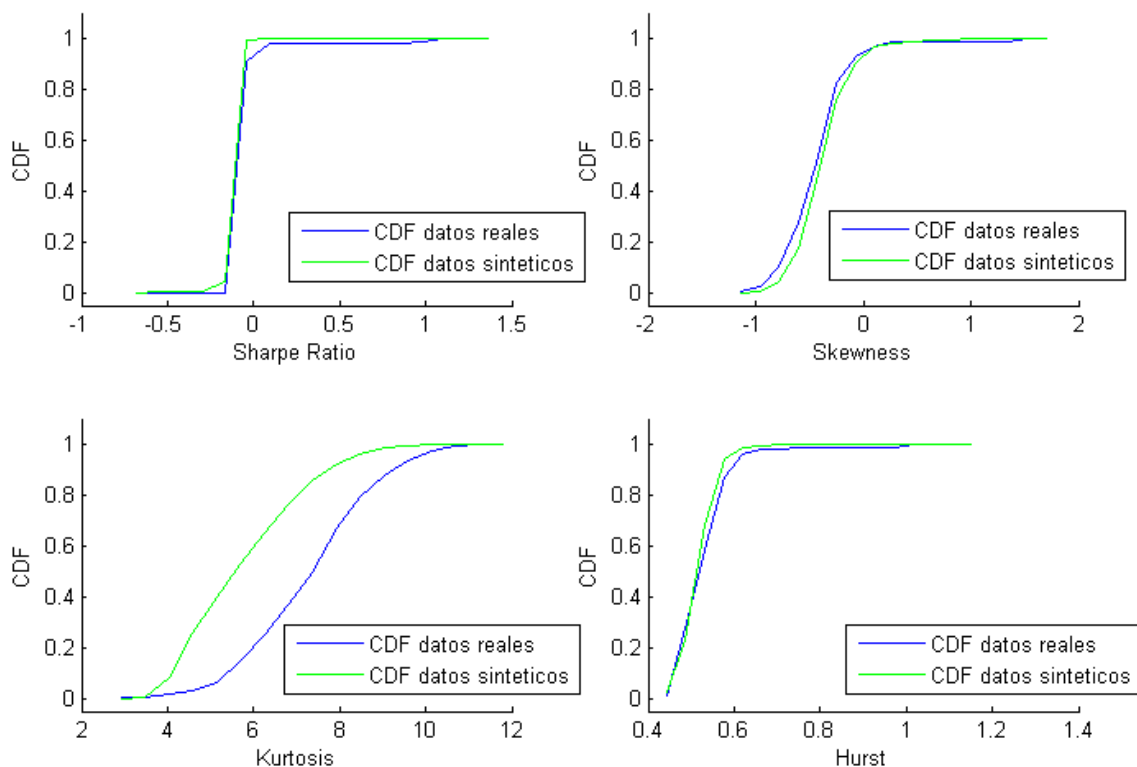 1
0.8
0.6
0.4
0.2
0
CDF
CDF datos reales
CDF datos sinteticos
-1
-0.5
0
0.5
1
1.5
Sharpe Ratio
1
0.8
0.6
0.4
0.2
0
CDF
CDF datos reales
CDF datos sinteticos
-2
-1
0
1
2
Skewness
1
0.8
0.6
0.4
0.2
0
CDF
CDF datos reales
CDF datos sinteticos
2
4
6
8
10
12
Kurtosis
1
0.8
0.6
0.4
0.2
0
CDF
CDF datos reales
CDF datos sinteticos
0.4
0.6
0.8
1
1.2
1.4
Hurst